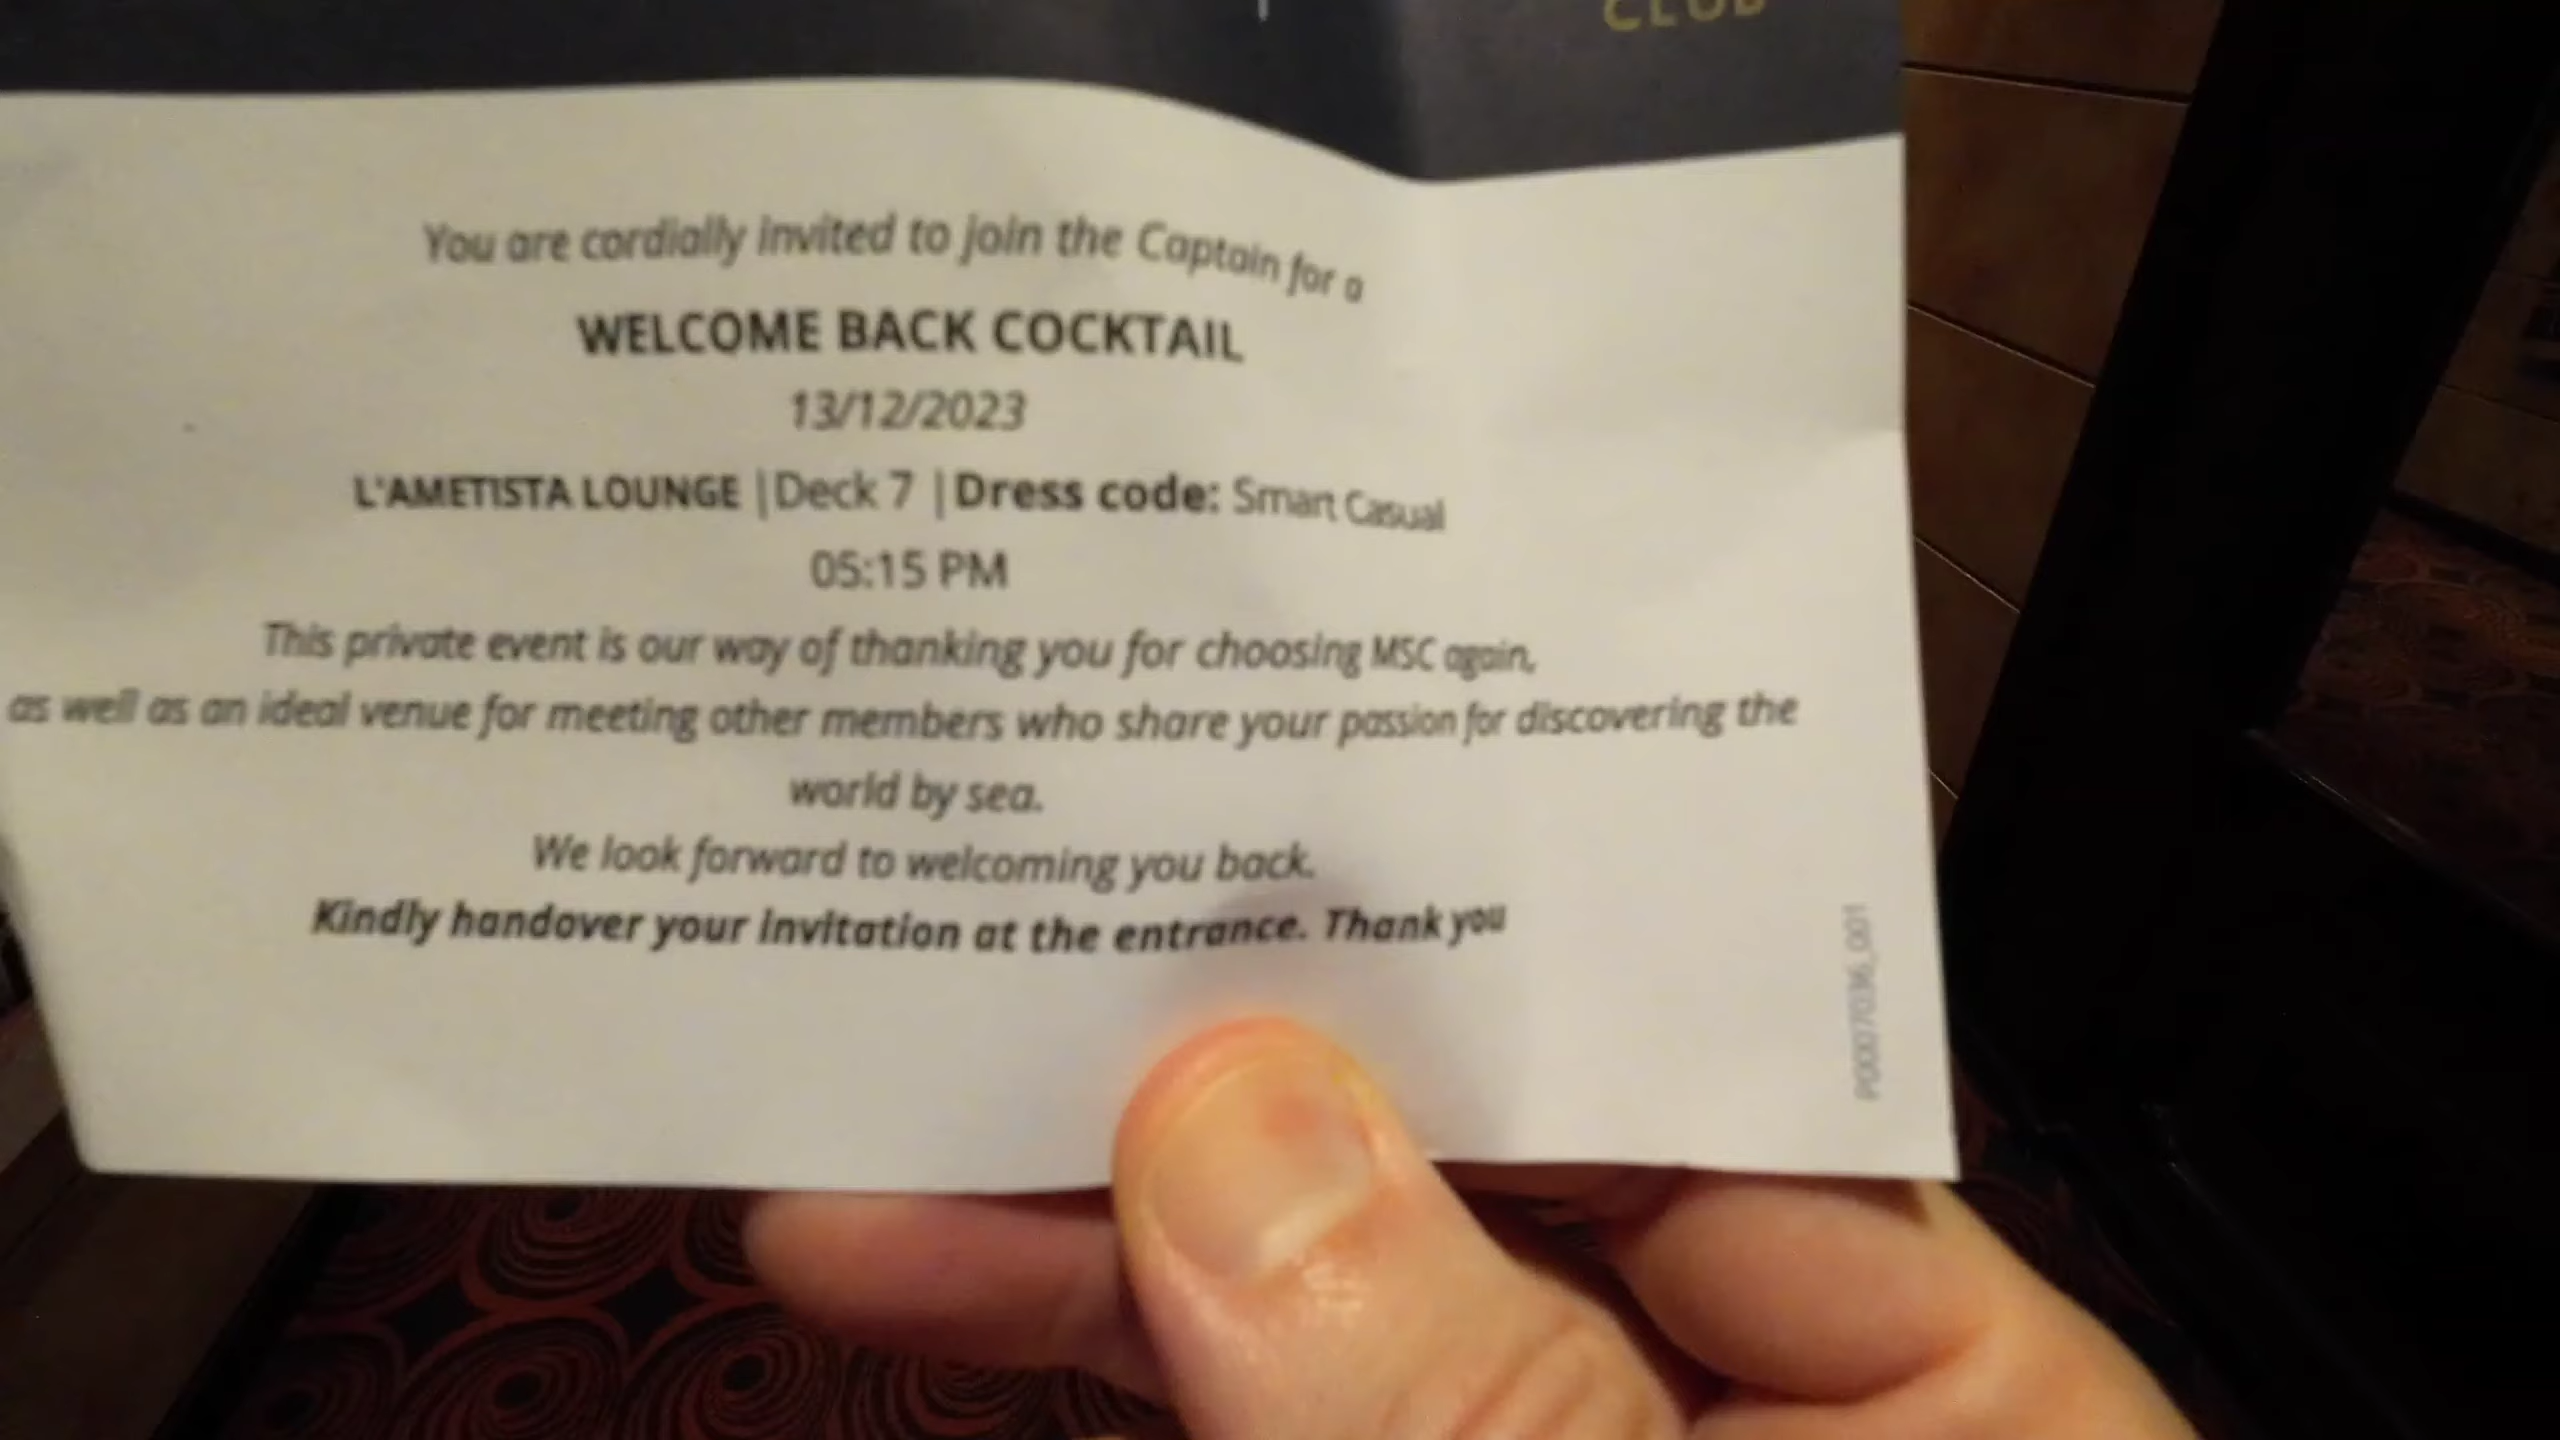 CLUB
You are cordially invited to join the Captain for a
WELCOME BACK COCKTAIL
13/12/2023
L'AMETISTA LOUNGE |Deck 7 |Dress code: Smart Casual
05:15 PM
This private event is our way of thanking you for choosing MSC again,
as well as an ideal venue for meeting other members who share your passion for discovering the
world by sea.
We look forward to welcoming you back.
Kindly handover your invitation at the entrance. Thank you
P0007036_001